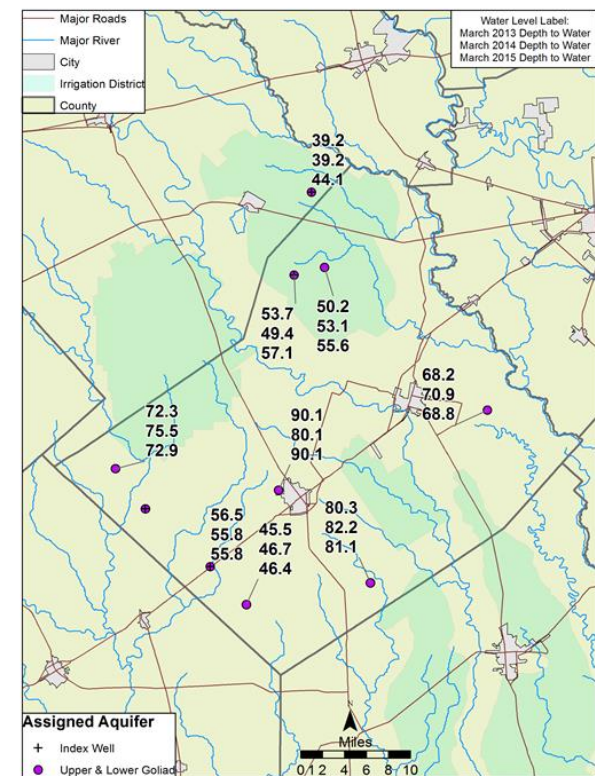 Major Roads
Major River
City
Irrigation District
County
Water Level Label:
March 2013 Depth to Water
March 2014 Depth to Water
March 2015 Depth to Water
39.2
39.2
44.1
53.7
49.4
57.1
50.2
53.1
55.6
68.2
70.9
68.8
72.3
75.5
72.9
90.1
80.1
90.1
56.5
55.8
55.8
45.5
46.7
46.4
80.3
82.2
81.1
Assigned Aquifer
Index Well
Upper & Lower Goliad
N
Miles
0 1 2 4 6 8 10